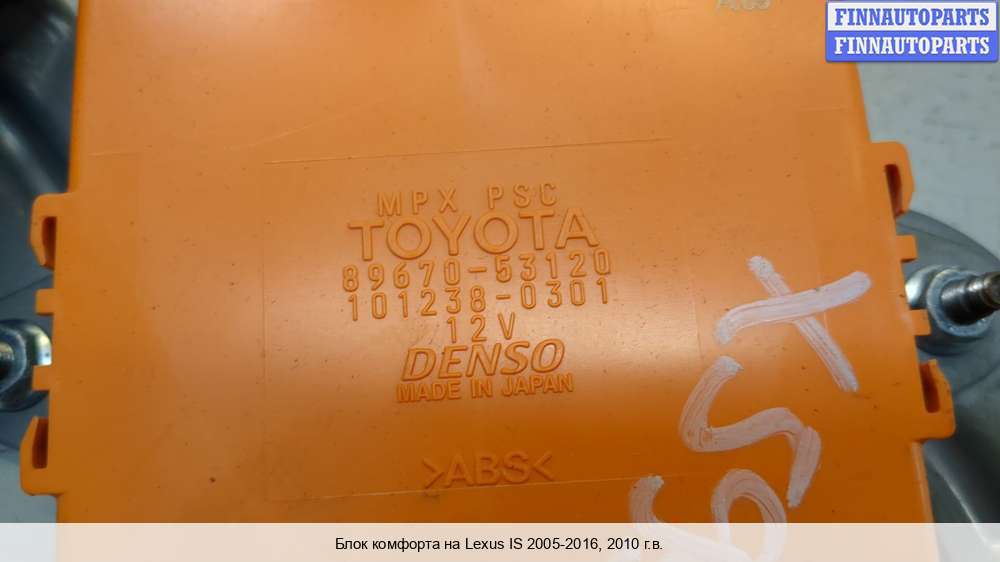 FINNAUTOPARTS
FINNAUTOPARTS
MPX PSC
TOYOTA
89670-53120
101238-0301
12V
DENSO
MADE IN JAPAN
>ABS<
Блок комфорта на Lexus IS 2005-2016, 2010 г.в.